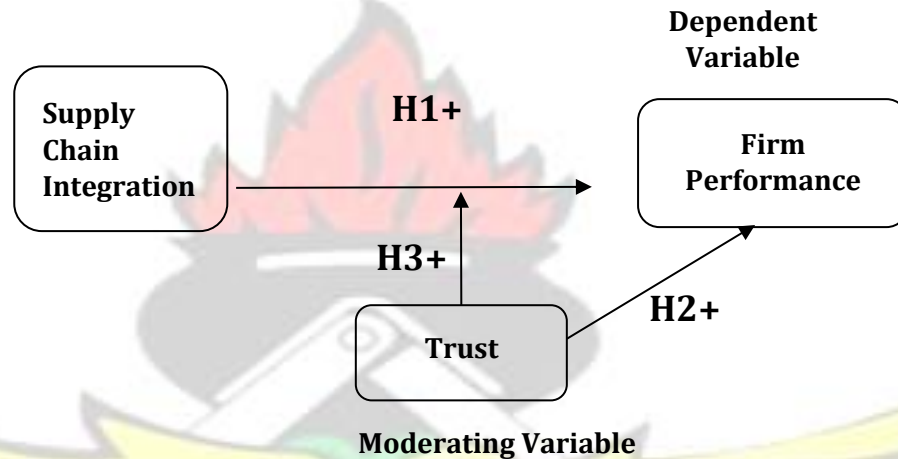 Dependent
Variable
Supply
Chain
Integration
H1+
Firm
Performance
H3+
H2+
Trust
Moderating Variable